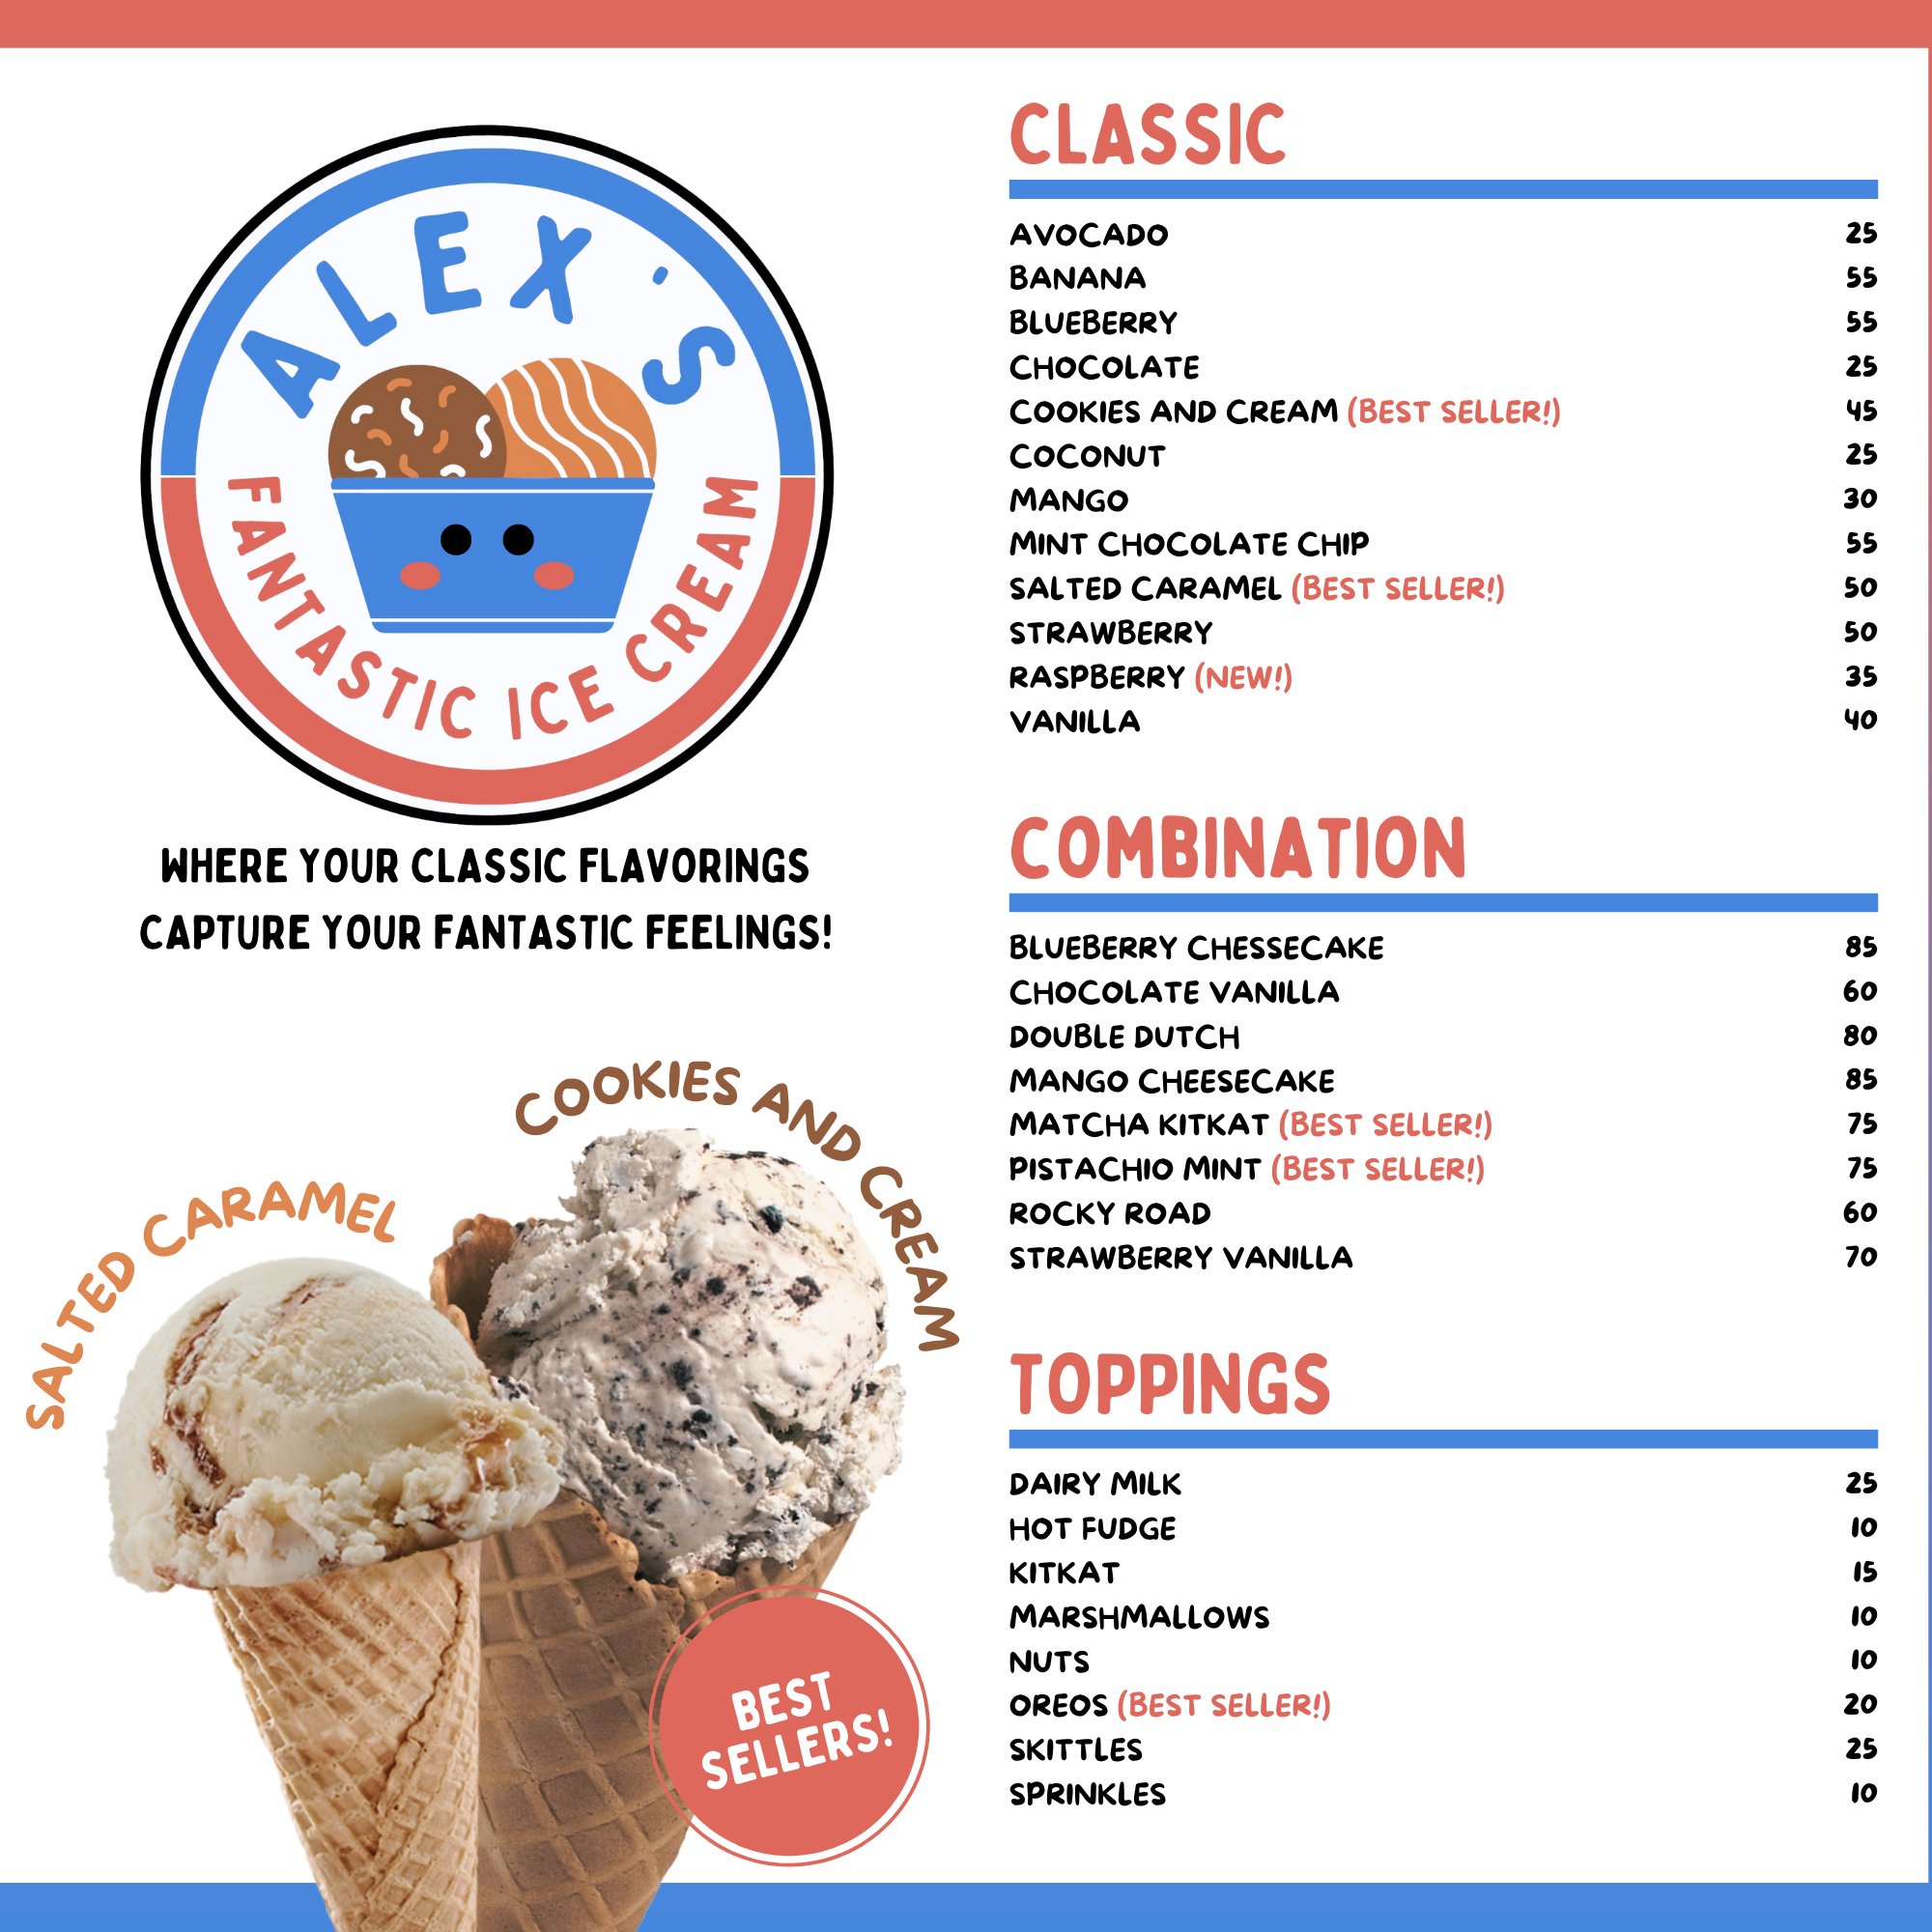 ALEX'S
FANTASTIC ICE CREAM
WHERE YOUR CLASSIC FLAVORINGS
CAPTURE YOUR FANTASTIC FEELINGS!
SALTED CARAMEL
COOKIES AND CREAM
BEST
SELLERS!
CLASSIC
AVOCADO 25
BANANA 55
BLUEBERRY 55
CHOCOLATE 25
COOKIES AND CREAM (BEST SELLER!) 45
COCONUT 25
MANGO 30
MINT CHOCOLATE CHIP 55
SALTED CARAMEL (BEST SELLER!) 50
STRAWBERRY 50
RASPBERRY (NEW!) 35
VANILLA 40
COMBINATION
BLUEBERRY CHESSECAKE 85
CHOCOLATE VANILLA 60
DOUBLE DUTCH 80
MANGO CHEESECAKE 85
MATCHA KITKAT (BEST SELLER!) 75
PISTACHIO MINT (BEST SELLER!) 75
ROCKY ROAD 60
STRAWBERRY VANILLA 70
TOPPINGS
DAIRY MILK 25
HOT FUDGE 10
KITKAT 15
MARSHMALLOWS 10
NUTS 10
OREOS (BEST SELLER!) 20
SKITTLES 25
SPRINKLES 10